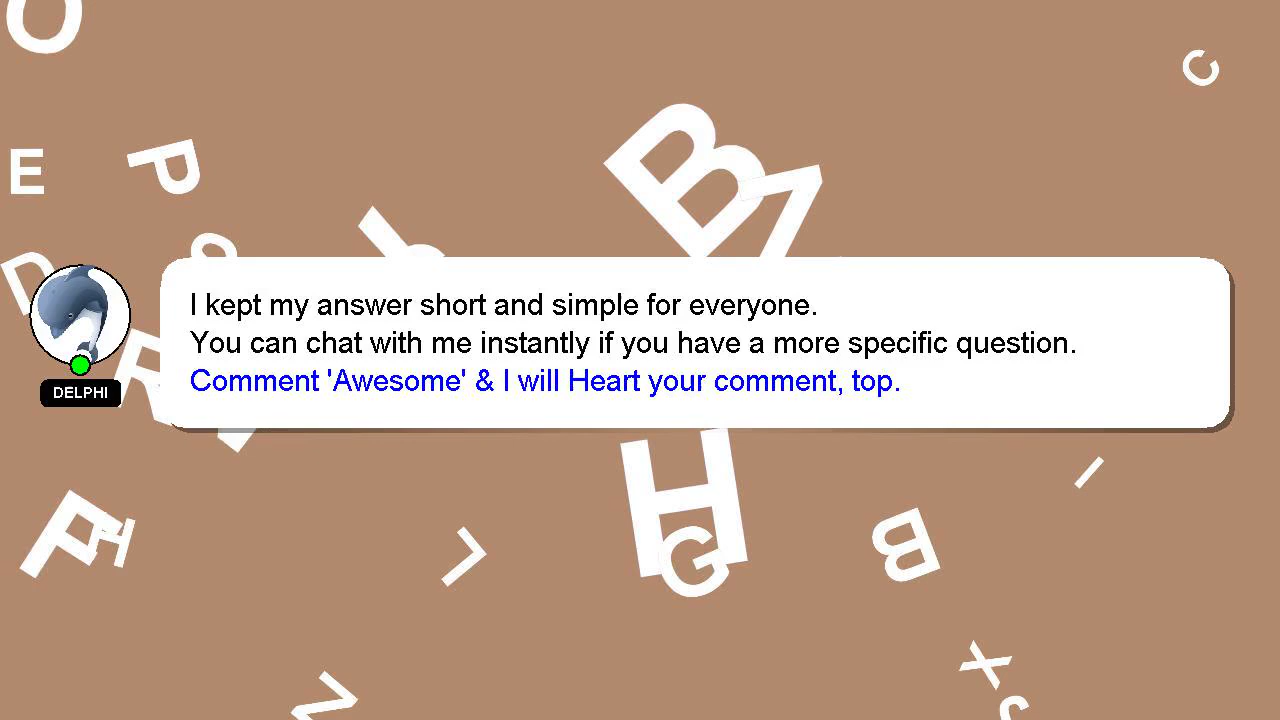 O
C
B
E
P
Z
S
b
D
I kept my answer short and simple for everyone.
You can chat with me instantly if you have a more specific question.
Comment 'Awesome' & I will Heart your comment, top.
DELPHI
R
H
G
I
F
H
L
B
X
Z
J